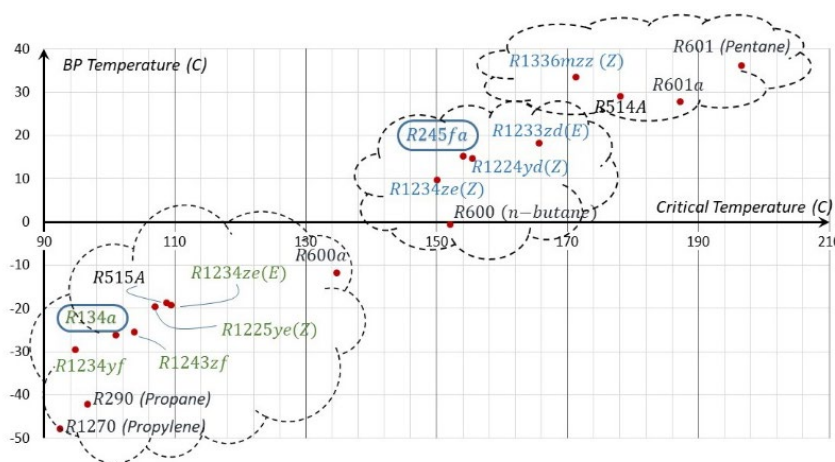 40
BP Temperature (C)
R601 (Pentane)
R1336mzz (Z)
30
R601a
R514A
20
R245fa
R1233zd(E)
R1224yd(Z)
10
R1234ze(Z)
R600 (n−butane)
Critical Temperature (C)
0
90
110
130
150
170
190
210
-10
R600a
R515A
R1234ze(E)
-20
R134a
R1225ye(Z)
-30
R1234yf
R1243zf
-40
R290 (Propane)
R1270 (Propylene)
-50